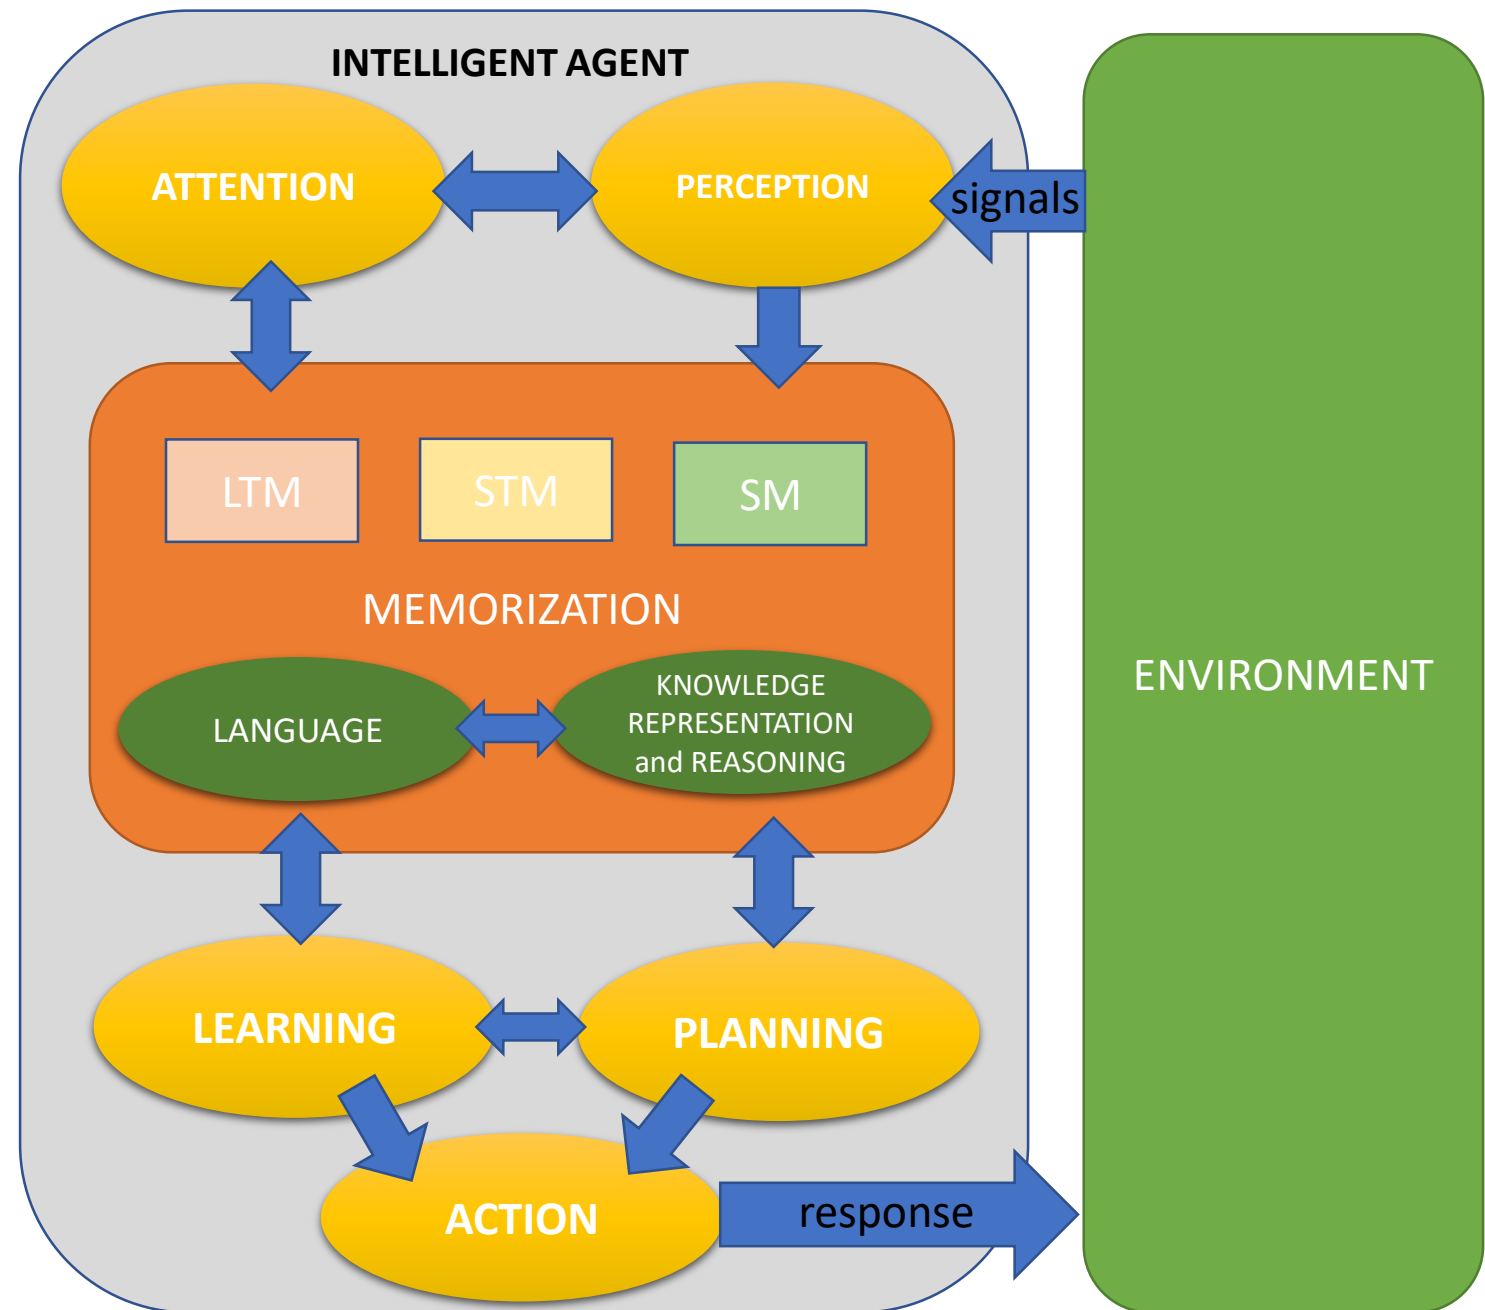 INTELLIGENT AGENT
ATTENTION
PERCEPTION
signals
LTM
STM
SM
MEMORIZATION
LANGUAGE
KNOWLEDGE
REPRESENTATION
and REASONING
ENVIRONMENT
LEARNING
PLANNING
ACTION
response